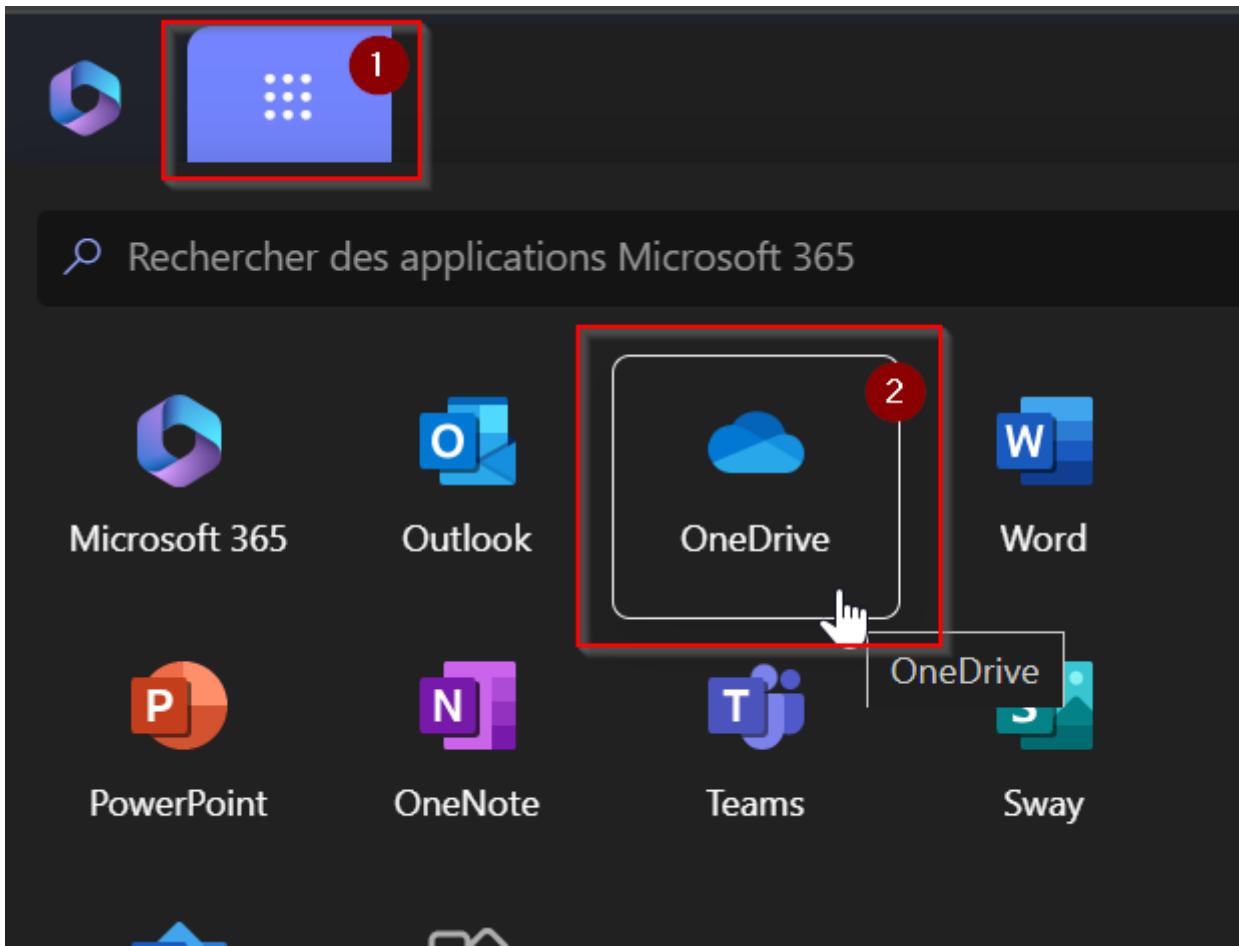 1
Rechercher des applications Microsoft 365
2
O
W
Microsoft 365
Outlook
OneDrive
Word
OneDrive
P
N
T
S
PowerPoint
OneNote
Teams
Sway